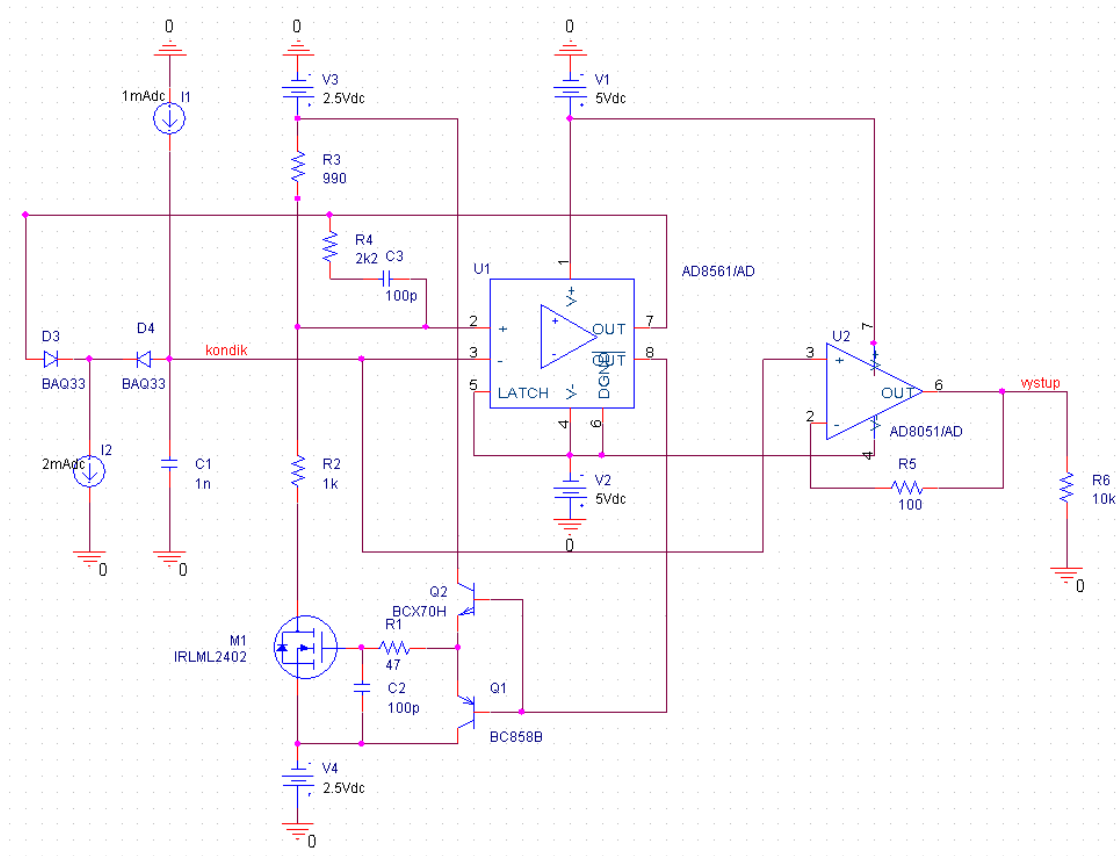 0
0
0
V3
2.5Vdc
V1
5Vdc
1mAdc
I1
R3
990
R4
2k2
C3
100p
U1
AD8561/AD
1
V+
2
+
+
OUT
7
D3
D4
kondik
3
-
-
OUT
8
BAQ33
BAQ33
5
LATCH
V-
DGND
4
6
U2
7
V+
3
+
OUT
6
vystup
2
-
V-
AD8051/AD
4
I2
2mAdc
C1
1n
R2
1k
V2
5Vdc
R5
100
R6
10k
0
0
0
0
Q2
BCX70H
M1
IRLML2402
R1
47
C2
100p
Q1
BC858B
V4
2.5Vdc
0